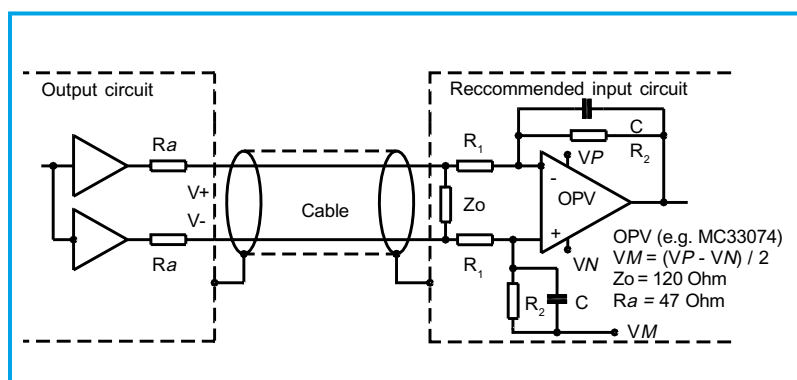 Output circuit
Reccommended input circuit
Ra
R1
C
R2
VP
V+
-
OPV
Cable
Zo
V-
+
Ra
R1
VN
OPV (e.g. MC33074)
VM = (VP - VN) / 2
Zo = 120 Ohm
Ra = 47 Ohm
R2
C
VM